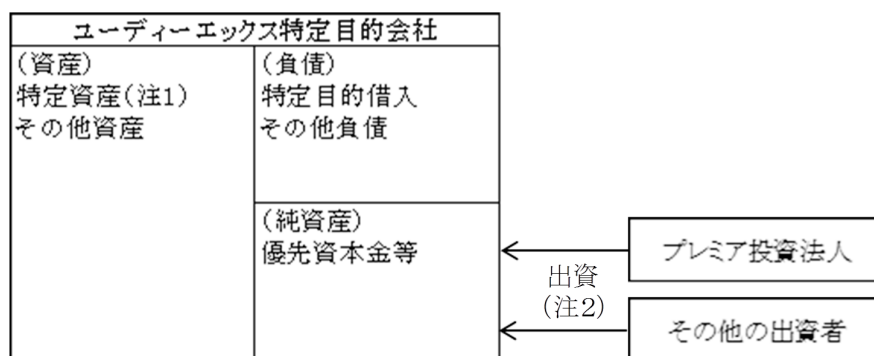 ユーディーエックス特定目的会社
(資産)
特定資産(注1)
その他資産
(負債)
特定目的借入
その他負債
(純資産)
優先資本金等
出資
(注2)
プレミア投資法人
その他の出資者